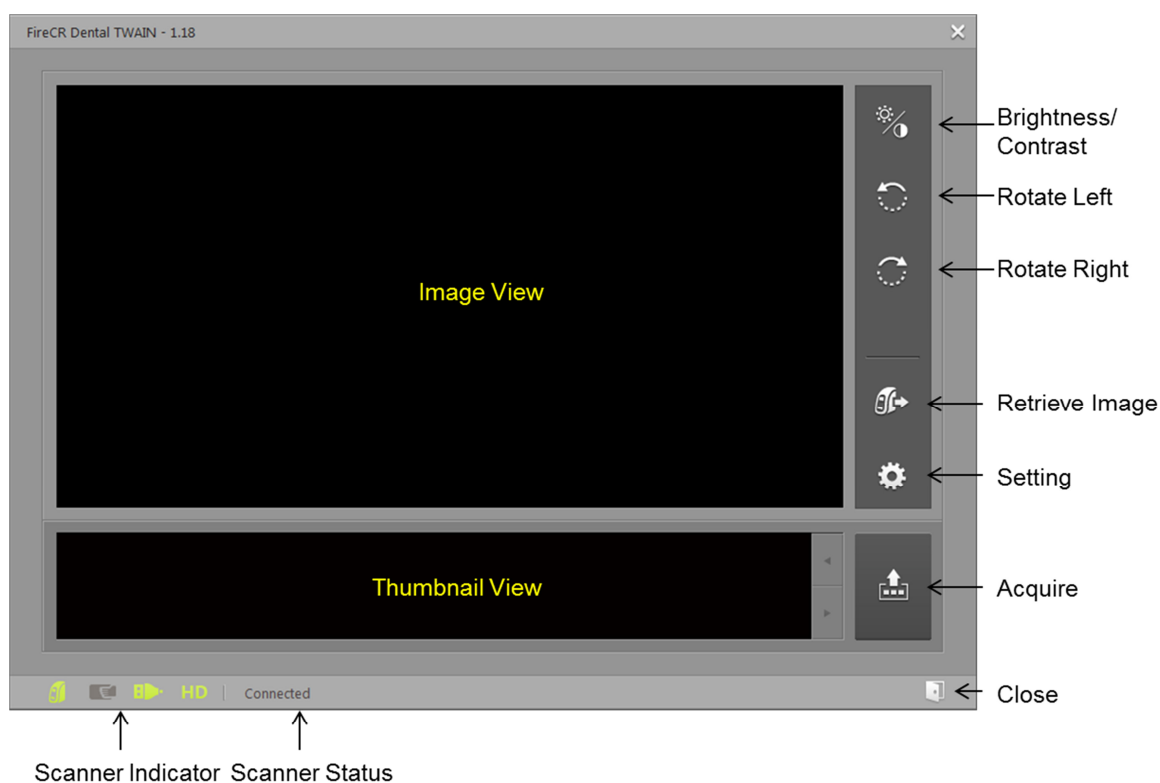 FireCR Dental TWAIN - 1.18
Brightness/
Contrast
Rotate Left
Rotate Right
Image View
Retrieve Image
Setting
Thumbnail View
Acquire
HD
Connected
Close
Scanner Indicator
Scanner Status